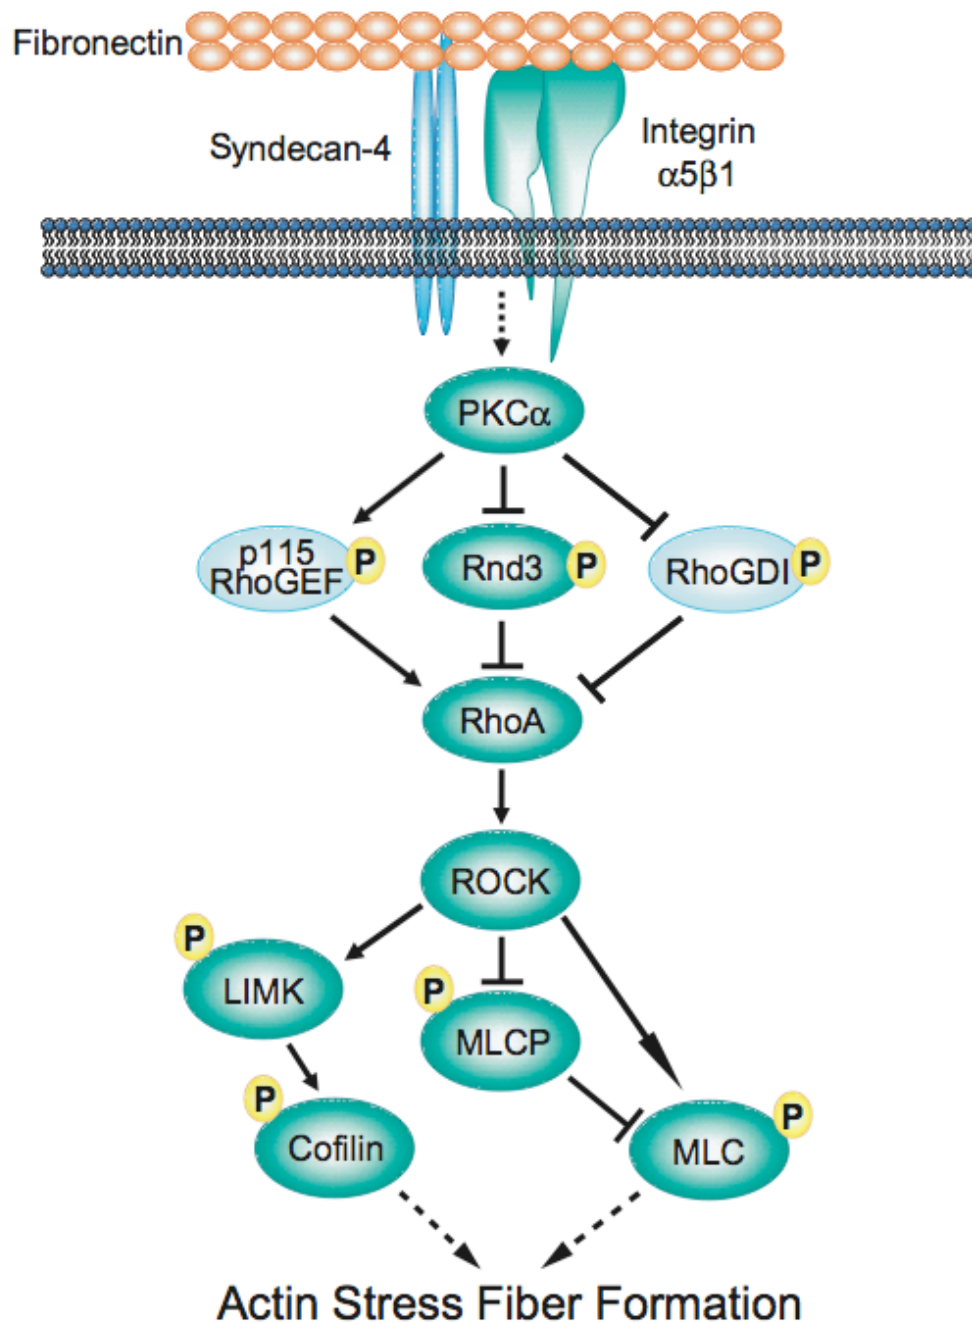 Fibronectin
Syndecan-4
Integrin
α5β1
PKCα
p115
RhoGEF
P
Rnd3
P
RhoGDI
P
RhoA
ROCK
P
LIMK
P
MLCP
P
Cofilin
P
MLC
Actin Stress Fiber Formation